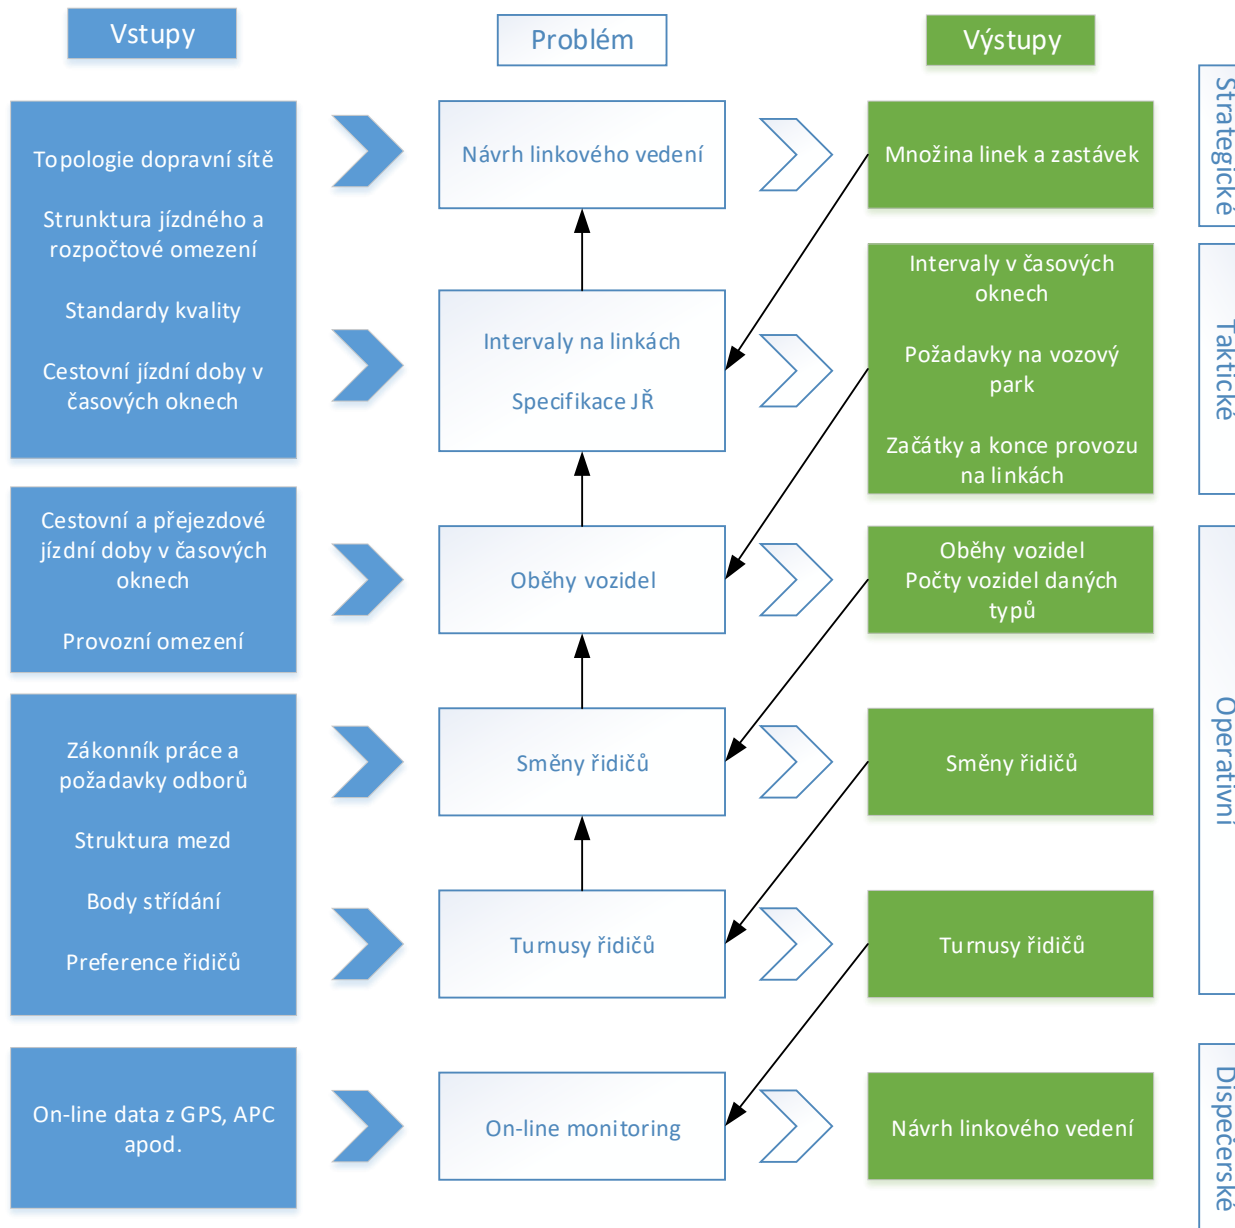 Vstupy
Problém
Výstupy
Topologie dopravní sítě
Strunktura jízdného a
rozpočtové omezení
Standardy kvality
Cestovní jízdní doby v
časových oknech
Návrh linkového vedení
Množina linek a zastávek
Strategické
Intervaly na linkách
Specifikace JŘ
Intervaly v časových
oknech
Požadavky na vozový
park
Začátky a konce provozu
na linkách
Taktické
Cestovní a přejezdové
jízdní doby v časových
oknech
Provozní omezení
Oběhy vozidel
Oběhy vozidel
Počty vozidel daných
typů
Zákonník práce a
požadavky odborů
Struktura mezd
Body střídání
Preference řidičů
Směny řidičů
Směny řidičů
Turnusy řidičů
Turnusy řidičů
Operativní
On-line data z GPS, APC
apod.
On-line monitoring
Návrh linkového vedení
Dispečerské